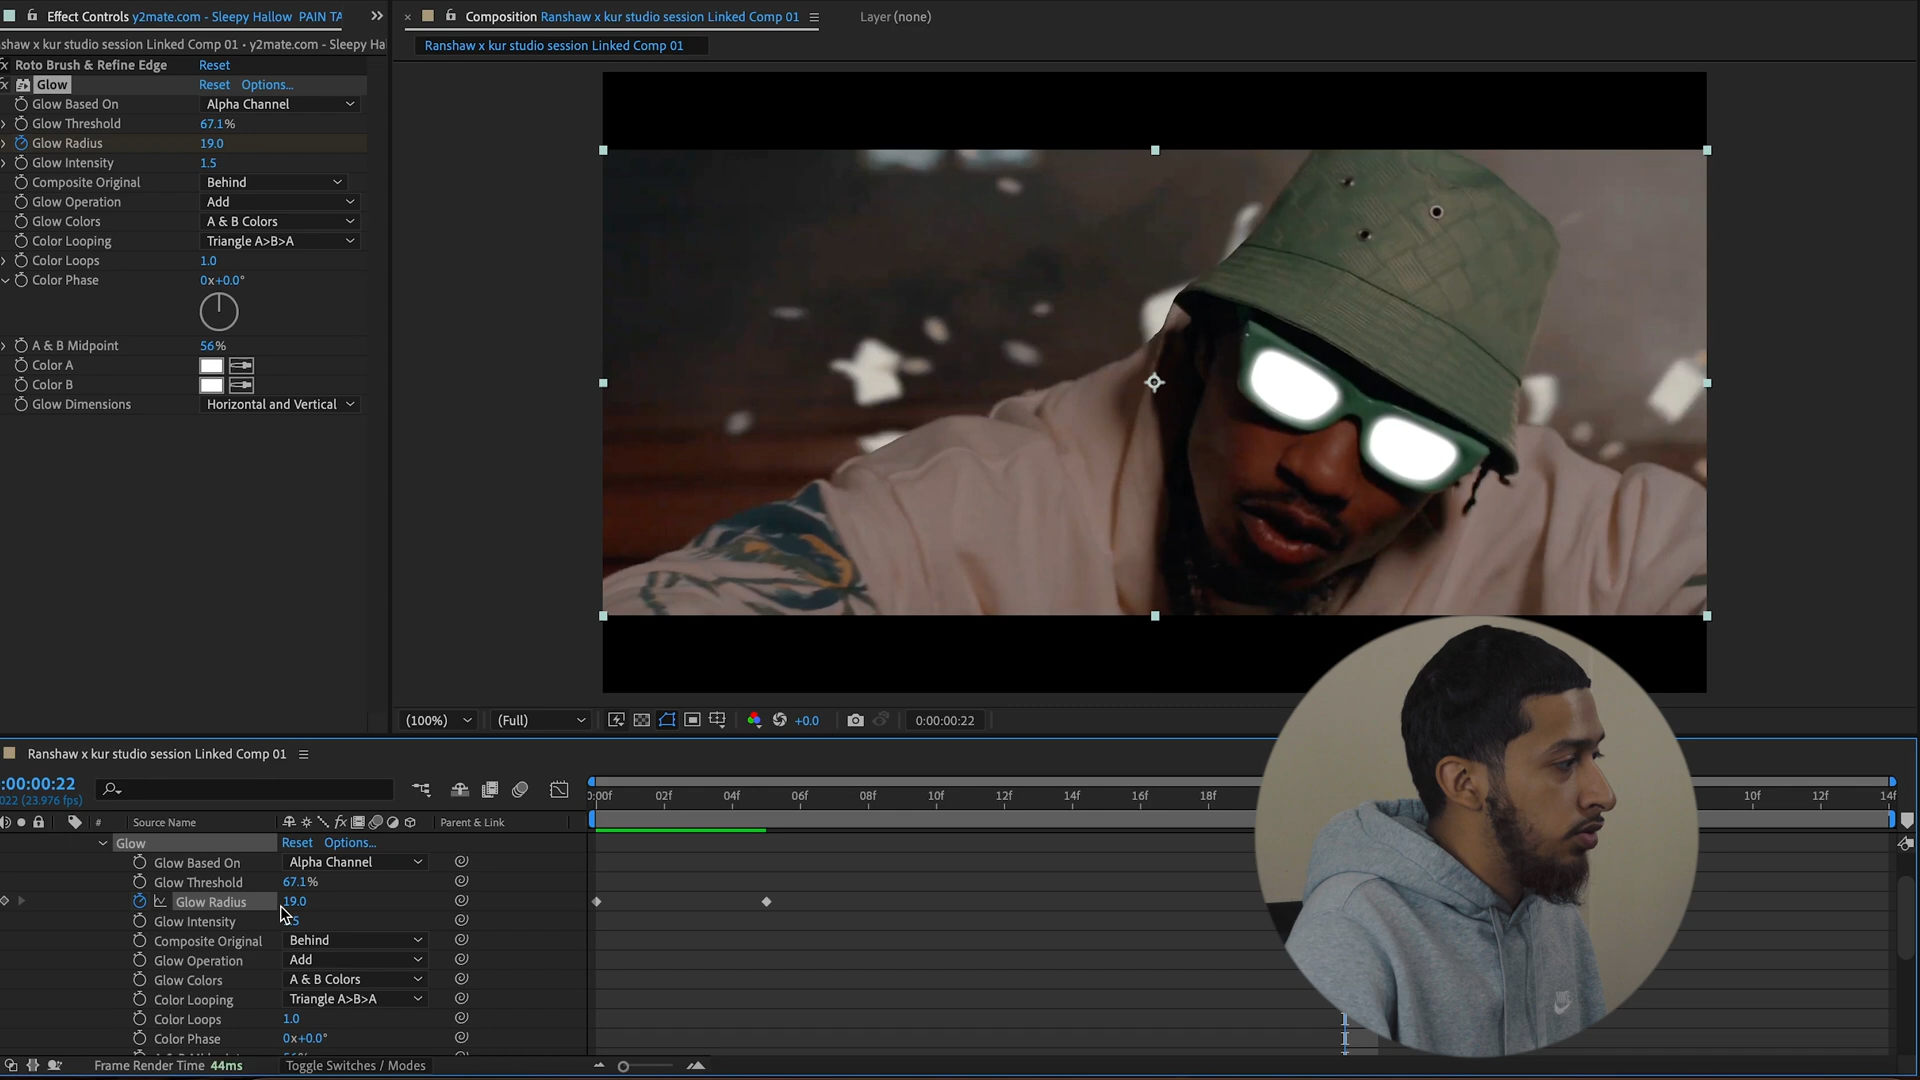 Effect Controls y2mate.com - Sleepy Hallow PAIN TA
Composition Ranshaw x kur studio session Linked Comp 01
Layer (none)
shaw x kur studio session Linked Comp 01 • y2mate.com - Sleepy Ha
Ranshaw x kur studio session Linked Comp 01
fx Roto Brush & Refine Edge Reset
fx Glow Reset Options...
Glow Based On Alpha Channel
Glow Threshold 67.1%
Glow Radius 19.0
Glow Intensity 1.5
Composite Original Behind
Glow Operation Add
Glow Colors A & B Colors
Color Looping Triangle A>B>A
Color Loops 1.0
Color Phase 0x+0.0°
A & B Midpoint 56%
Color A
Color B
Glow Dimensions Horizontal and Vertical
(100%) (Full) +0.0 0:00:00:22
Ranshaw x kur studio session Linked Comp 01
:00:00:22
022 (23.976 fps)
0:00f 02f 04f 06f 08f 10f 12f 14f 16f 18f 10f 12f 14f
# Source Name fx Parent & Link
Glow Reset Options...
Glow Based On Alpha Channel
Glow Threshold 67.1%
Glow Radius 19.0
Glow Intensity .5
Composite Original Behind
Glow Operation Add
Glow Colors A & B Colors
Color Looping Triangle A>B>A
Color Loops 1.0
Color Phase 0x+0.0°
Frame Render Time 44ms Toggle Switches / Modes